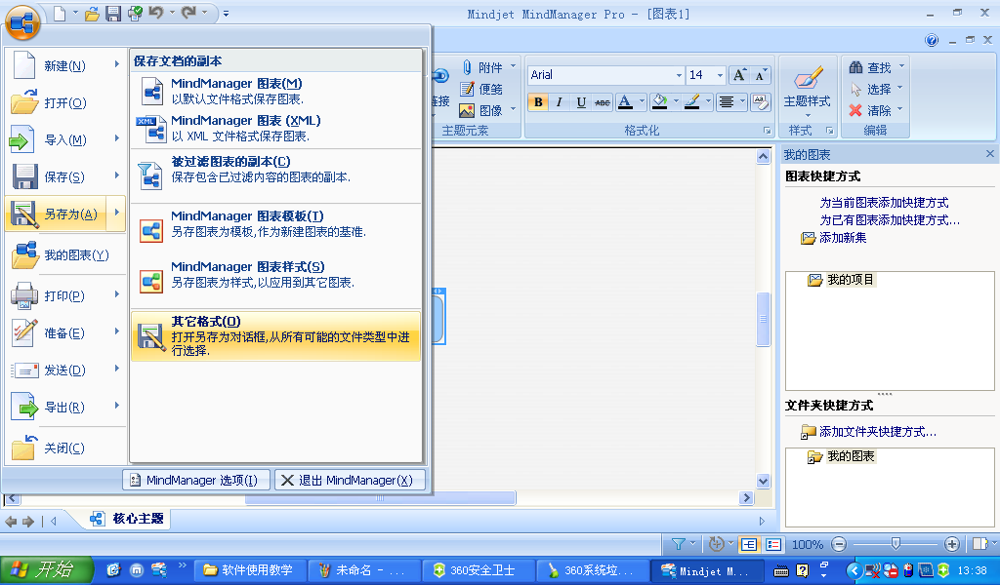 Mindjet MindManager Pro - [图表1]
新建(N)
打开(O)
导入(M)
保存(S)
另存为(A)
我的图表(Y)
打印(P)
准备(E)
发送(D)
导出(R)
关闭(C)
保存文档的副本
MindManager 图表(M)
以默认文件格式保存图表.
XML
MindManager 图表 (XML)
以 XML 文件格式保存图表.
被过滤图表的副本(C)
保存包含已过滤内容的图表的副本.
MindManager 图表模板(T)
另存图表为模板,作为新建图表的基准.
MindManager 图表样式(S)
另存图表为样式,以应用到其它图表.
其它格式(O)
打开另存为对话框,从所有可能的文件类型中进
行选择.
MindManager 选项(I)
退出 MindManager(X)
链接
附件
便笺
图像
主题元素
Arial
14
A A
B I U ABC A
格式化
主题样式
样式
查找
选择
清除
编辑
我的图表
图表快捷方式
为当前图表添加快捷方式
为已有图表添加快捷方式...
添加新集
我的项目
文件夹快捷方式
添加文件夹快捷方式...
我的图表
核心主题
100%
开始
软件使用教学
未命名 - ...
360安全卫士
360系统垃...
Mindjet M...
13:38